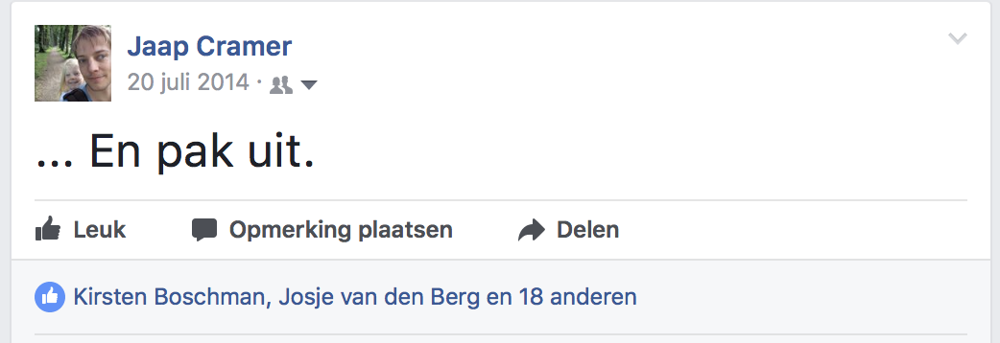 Jaap Cramer
20 juli 2014 ·
... En pak uit.
Leuk Opmerking plaatsen Delen
Kirsten Boschman, Josje van den Berg en 18 anderen